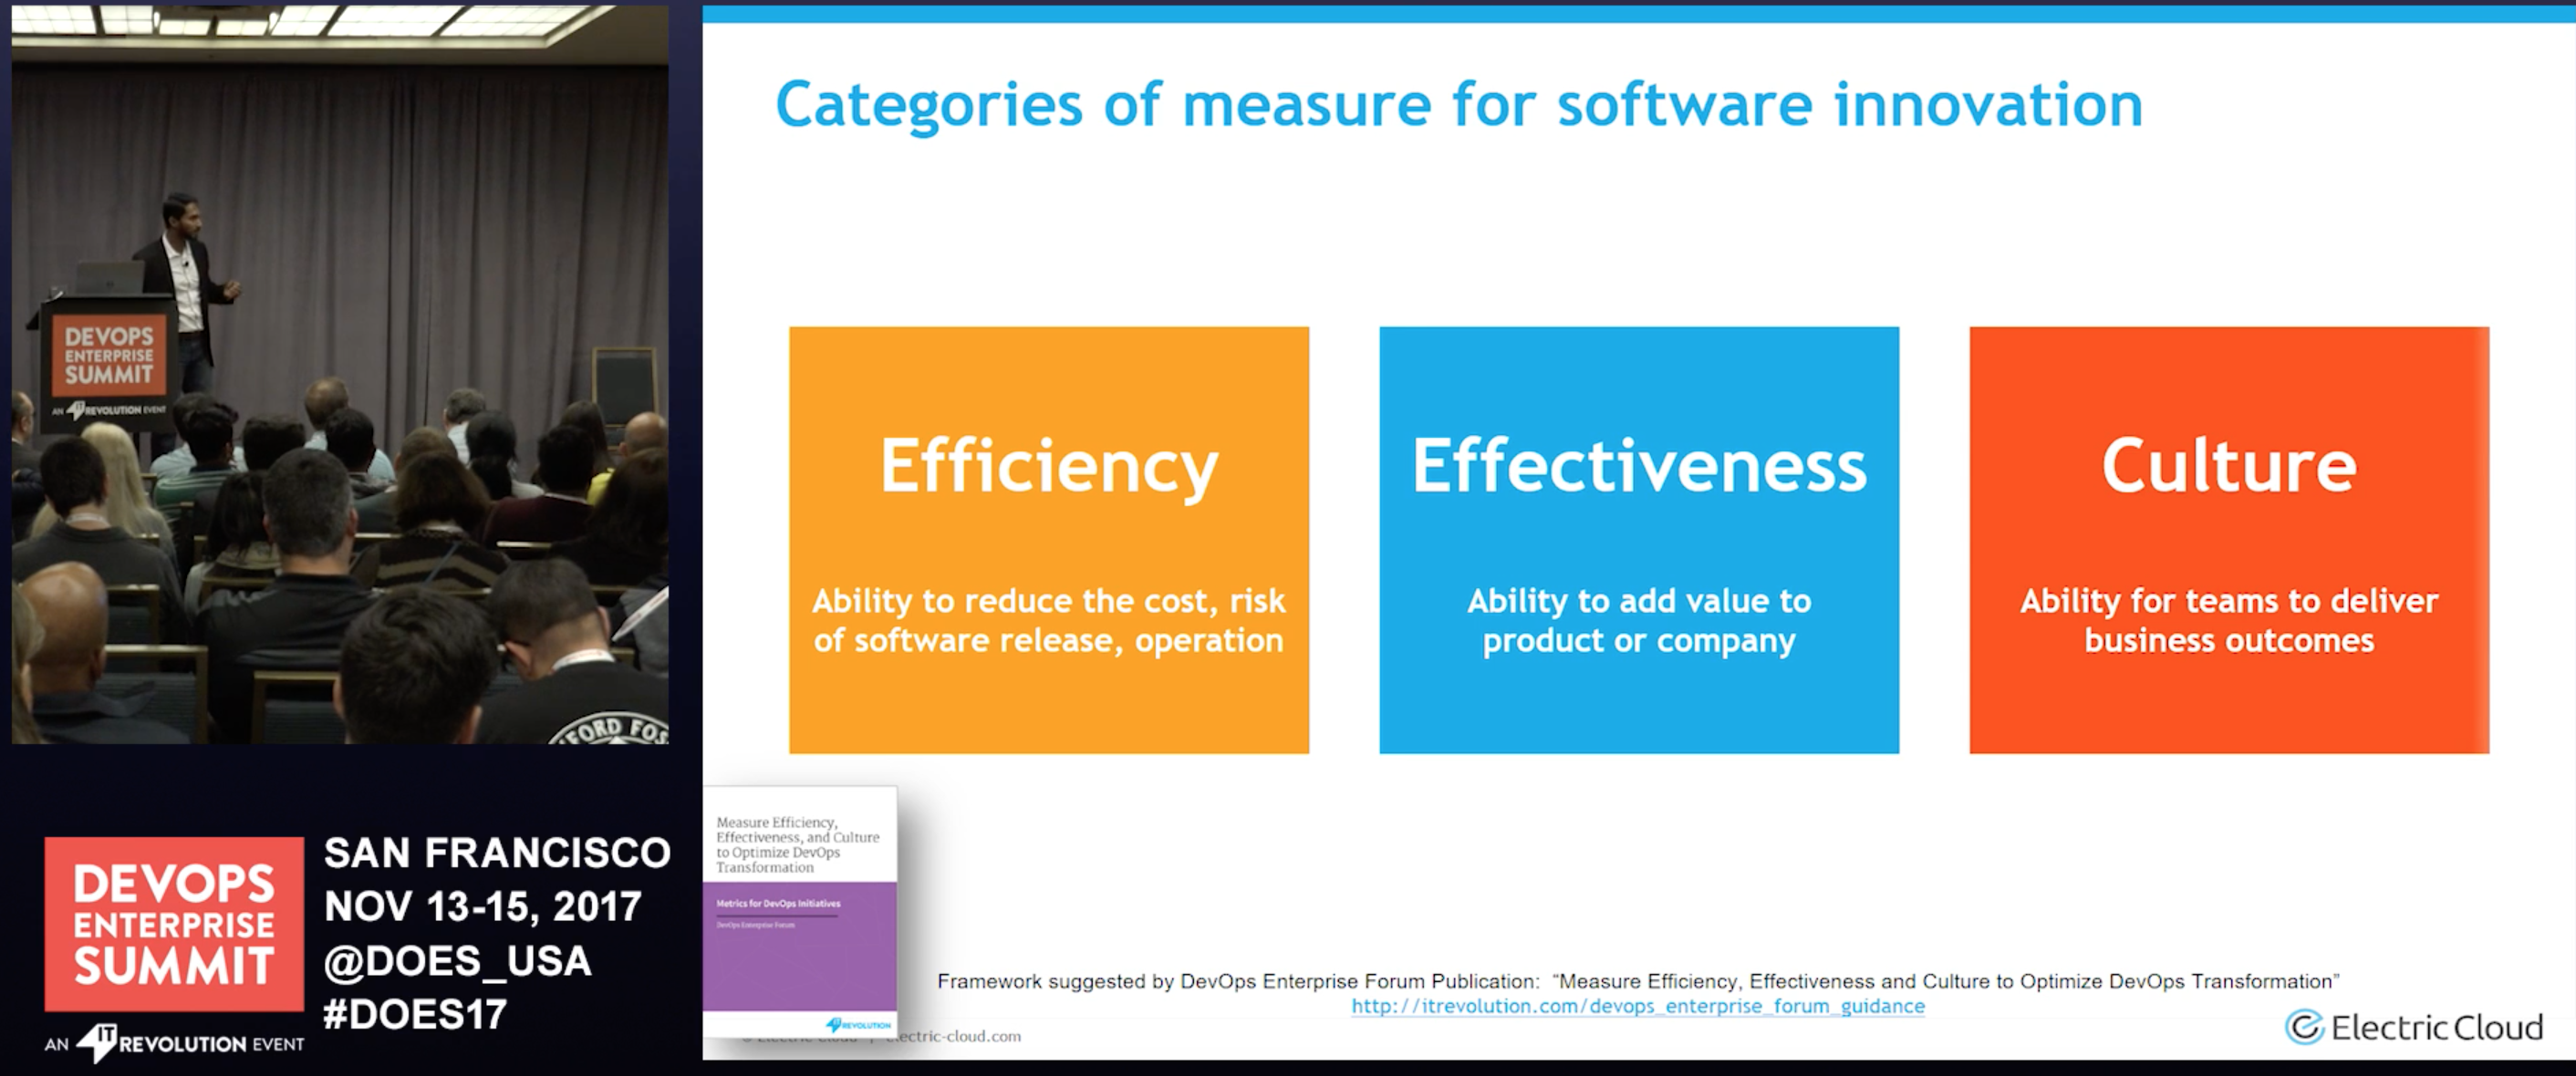 DEVOPS
ENTERPRISE
SUMMIT
AN IT REVOLUTION EVENT
FORD FOS
DEVOPS
ENTERPRISE
SUMMIT
AN IT REVOLUTION EVENT
SAN FRANCISCO
NOV 13-15, 2017
@DOES_USA
#DOES17
Categories of measure for software innovation
Efficiency
Ability to reduce the cost, risk
of software release, operation
Effectiveness
Ability to add value to
product or company
Culture
Ability for teams to deliver
business outcomes
Measure Efficiency,
Effectiveness, and Culture
to Optimize DevOps
Transformation
Metrics for DevOps Initiatives
DevOps Enterprise Forum
IT REVOLUTION
Framework suggested by DevOps Enterprise Forum Publication: “Measure Efficiency, Effectiveness and Culture to Optimize DevOps Transformation”
http://itrevolution.com/devops_enterprise_forum_guidance
© Electric Cloud | electric-cloud.com
Electric Cloud